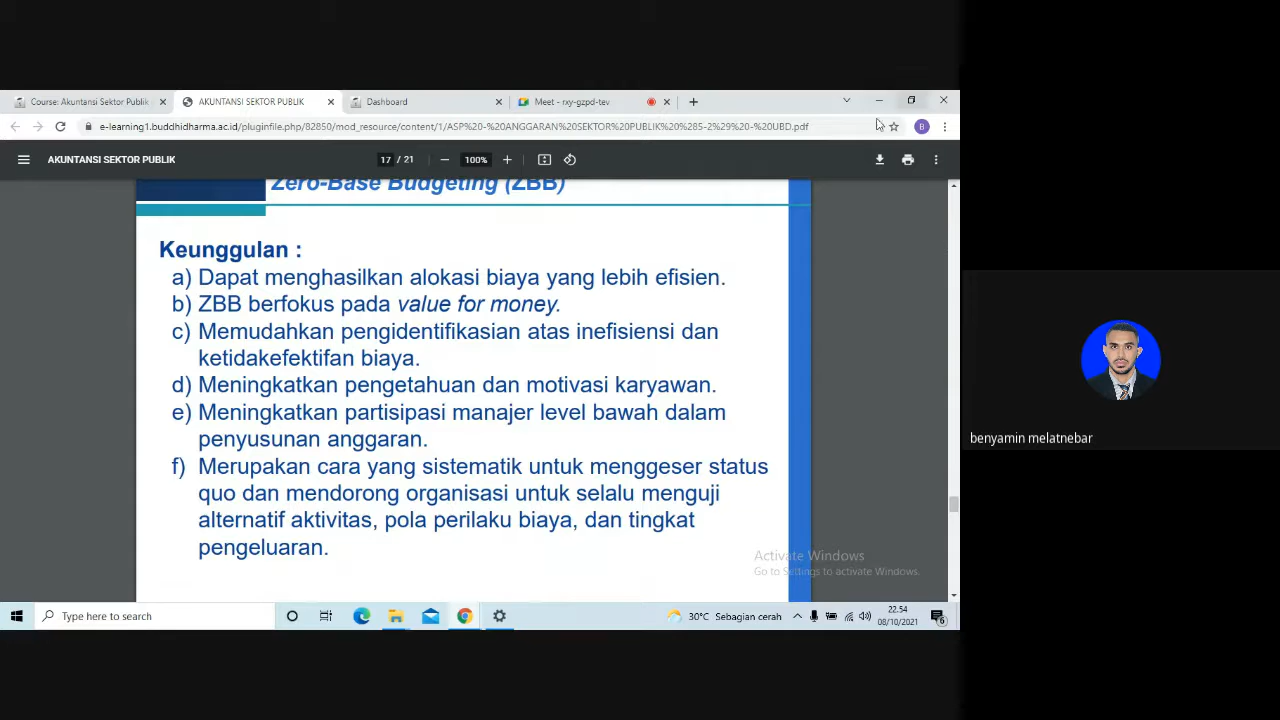 Course: Akuntansi Sektor Publik
AKUNTANSI SEKTOR PUBLIK
Dashboard
Meet - rxy-gzpd-tev
e-learning1.buddhidharma.ac.id/pluginfile.php/82850/mod_resource/content/1/ASP%20-%20ANGGARAN%20SEKTOR%20PUBLIK%20%285-2%29%20-%20UBD.pdf
B
AKUNTANSI SEKTOR PUBLIK
17 / 21
100%
Zero-Base Budgeting (ZBB)
Keunggulan :
a) Dapat menghasilkan alokasi biaya yang lebih efisien.
b) ZBB berfokus pada value for money.
c) Memudahkan pengidentifikasian atas inefisiensi dan
ketidakefektifan biaya.
d) Meningkatkan pengetahuan dan motivasi karyawan.
e) Meningkatkan partisipasi manajer level bawah dalam
penyusunan anggaran.
f) Merupakan cara yang sistematik untuk menggeser status
quo dan mendorong organisasi untuk selalu menguji
alternatif aktivitas, pola perilaku biaya, dan tingkat
pengeluaran.
Activate Windows
Go to Settings to activate Windows.
benyamin melatnebar
Type here to search
30°C Sebagian cerah
22.54
08/10/2021
6